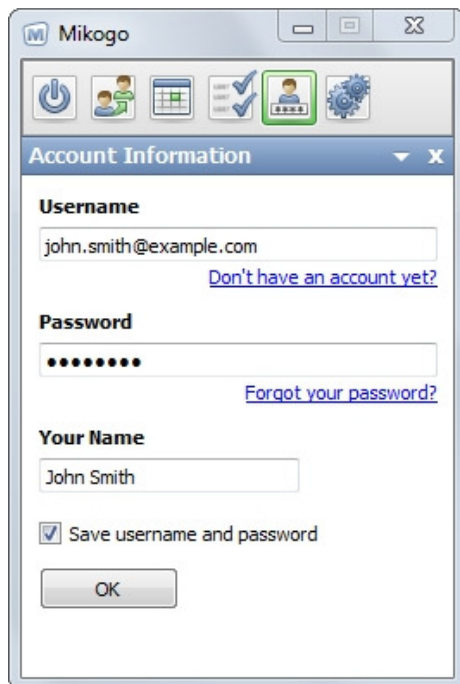 Mikogo
Account Information
Username
john.smith@example.com
Don't have an account yet?
Password
••••••••
Forgot your password?
Your Name
John Smith
Save username and password
OK